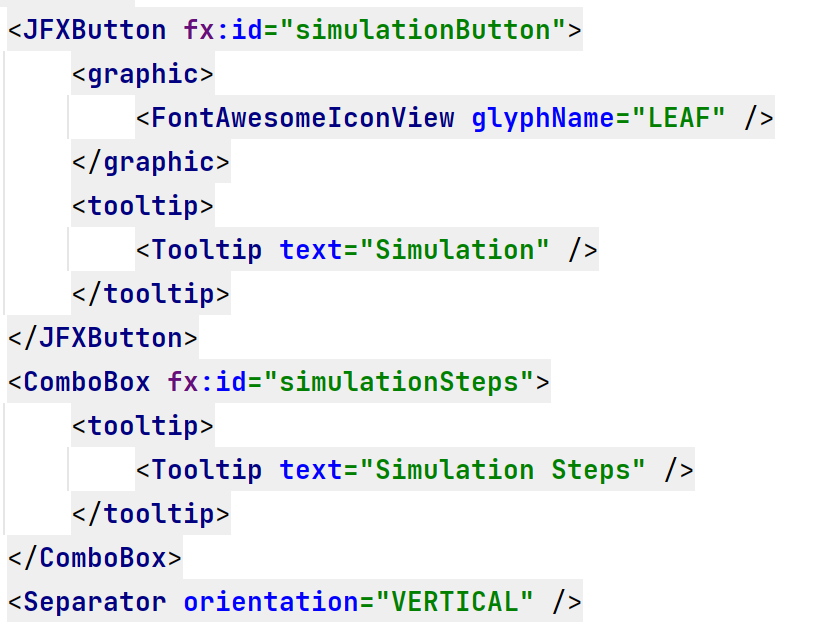 <JFXButton fx:id="simulationButton">
<graphic>
<FontAwesomeIconView glyphName="LEAF" />
</graphic>
<tooltip>
<Tooltip text="Simulation" />
</tooltip>
</JFXButton>
<ComboBox fx:id="simulationSteps">
<tooltip>
<Tooltip text="Simulation Steps" />
</tooltip>
</ComboBox>
<Separator orientation="VERTICAL" />